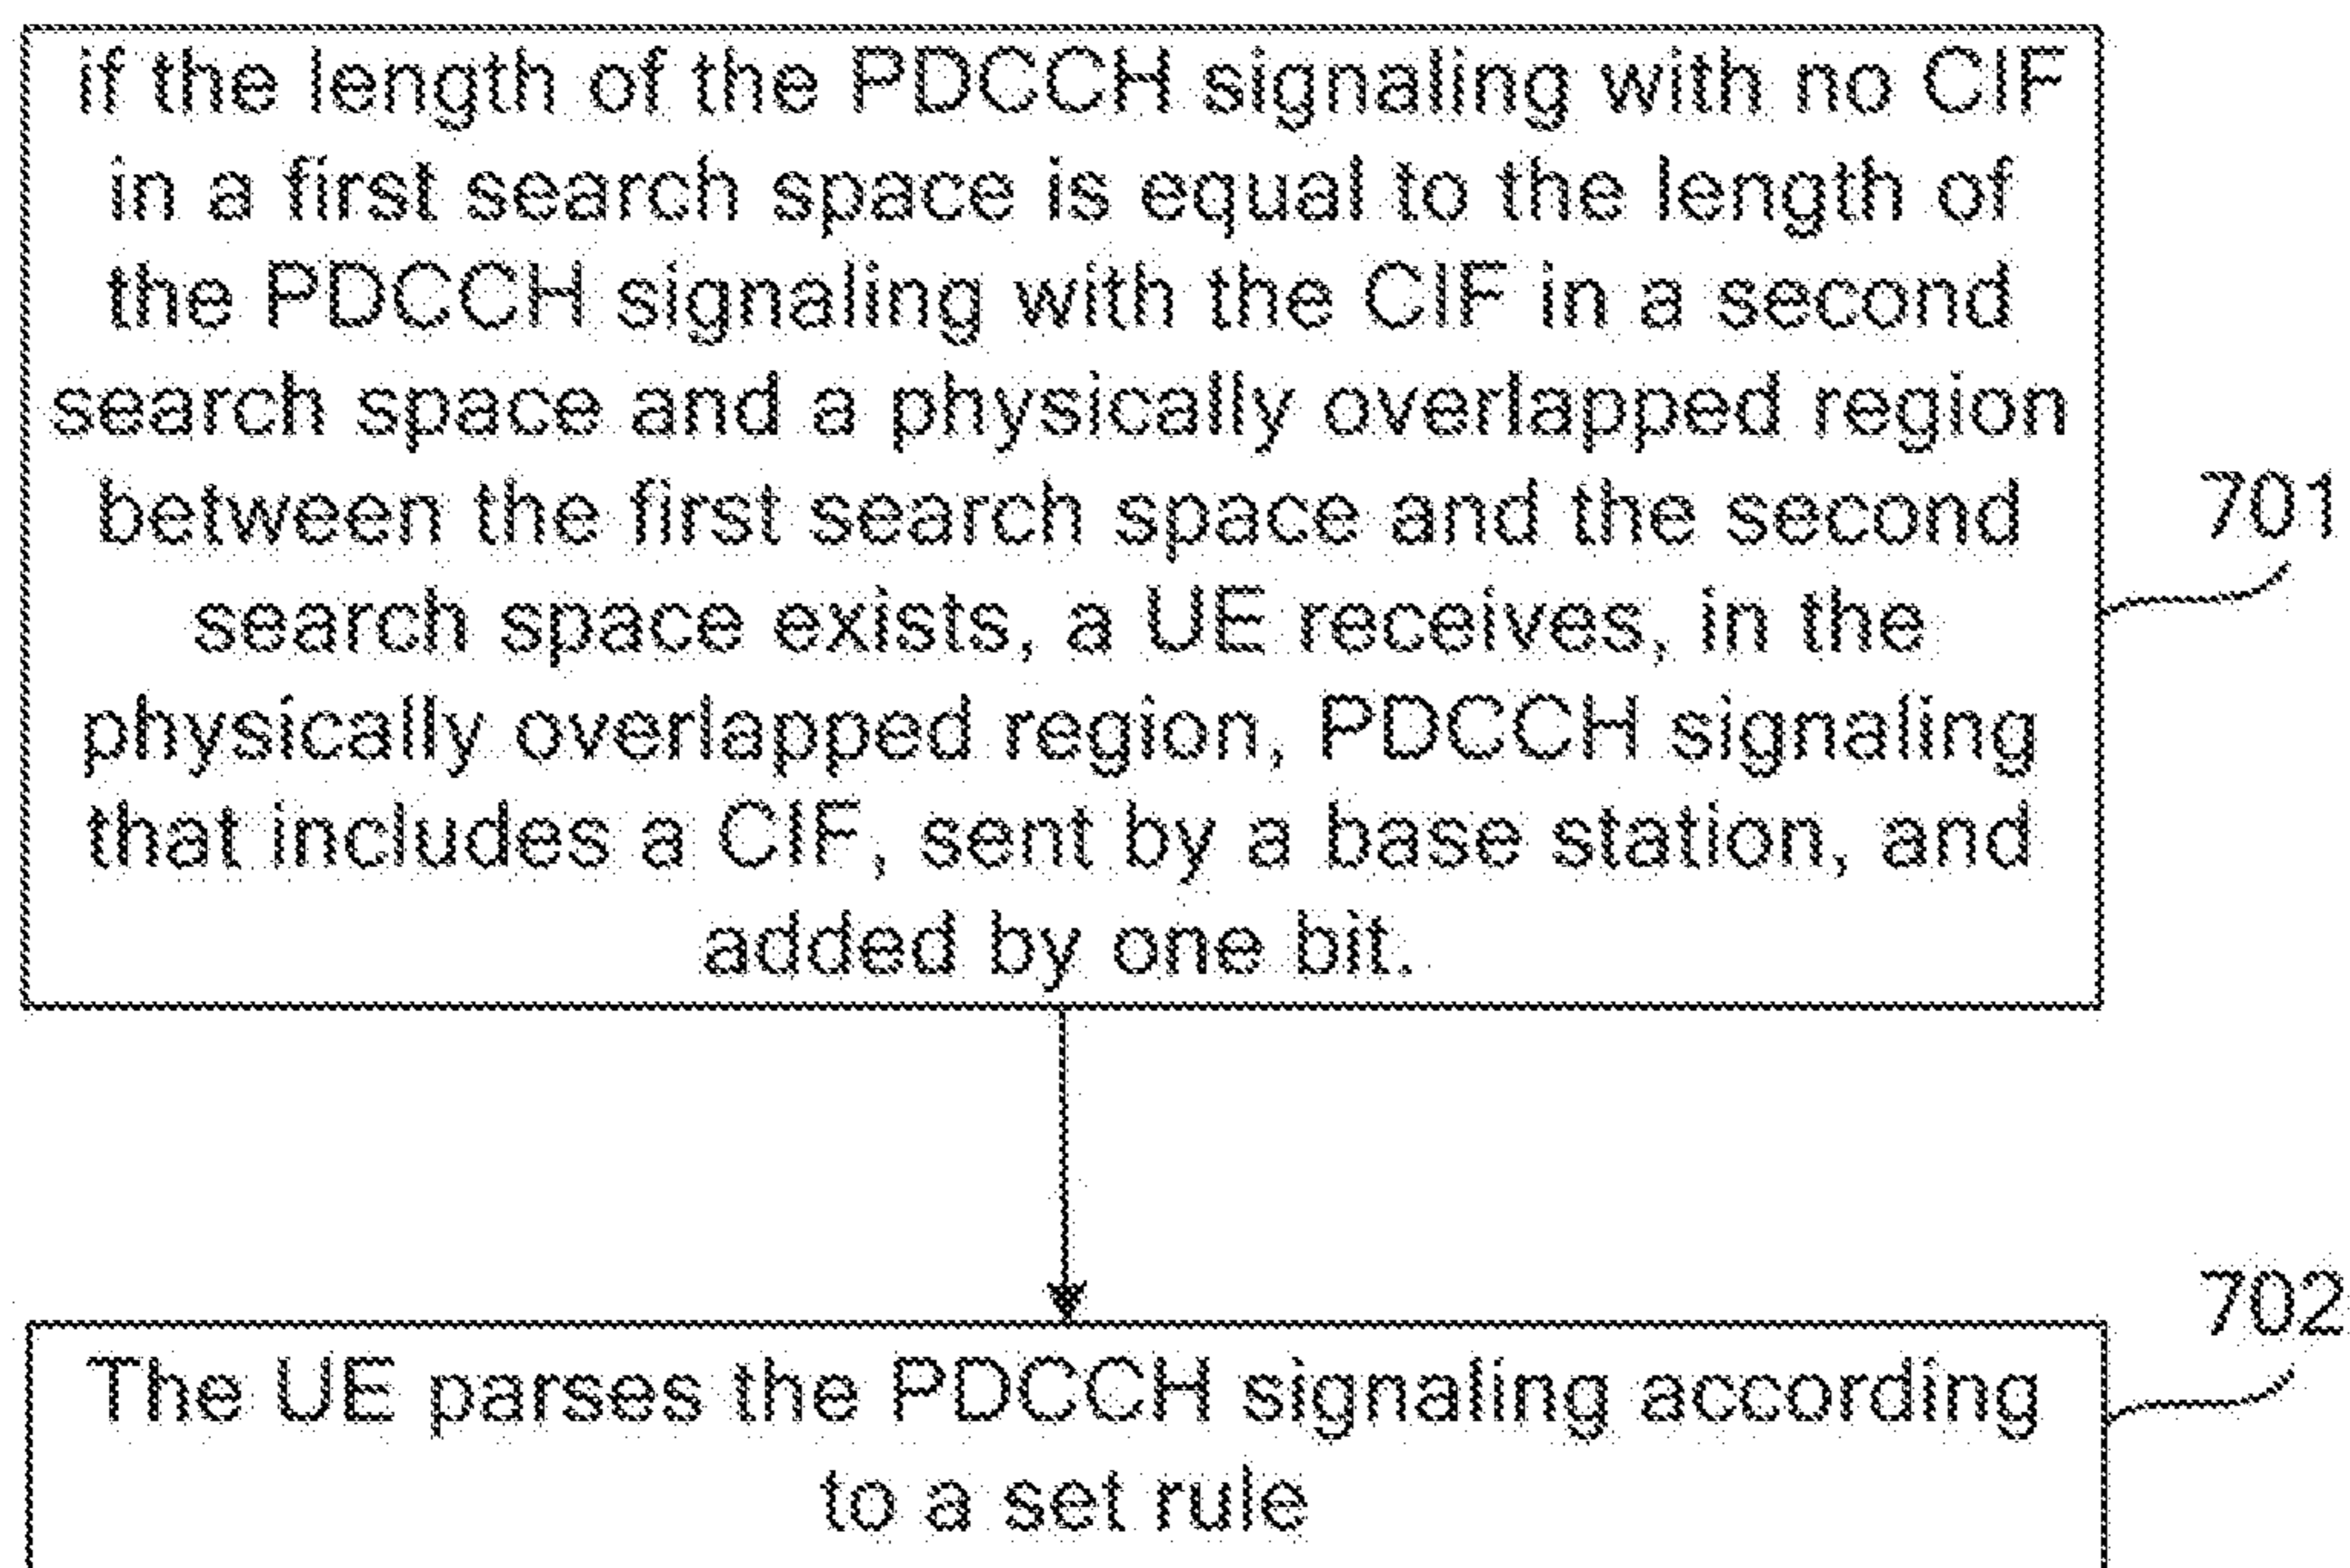 if the length of the PDCCH signaling with no CIF
in a first search space is equal to the length of
the PDCCH signaling with the CIF in a second
search space and a physically overlapped region
between the first search space and the second
search space exists, a UE receives, in the
physically overlapped region, PDCCH signaling
that includes a CIF, sent by a base station, and
added by one bit.
701
702
The UE parses the PDCCH signaling according
to a set rule